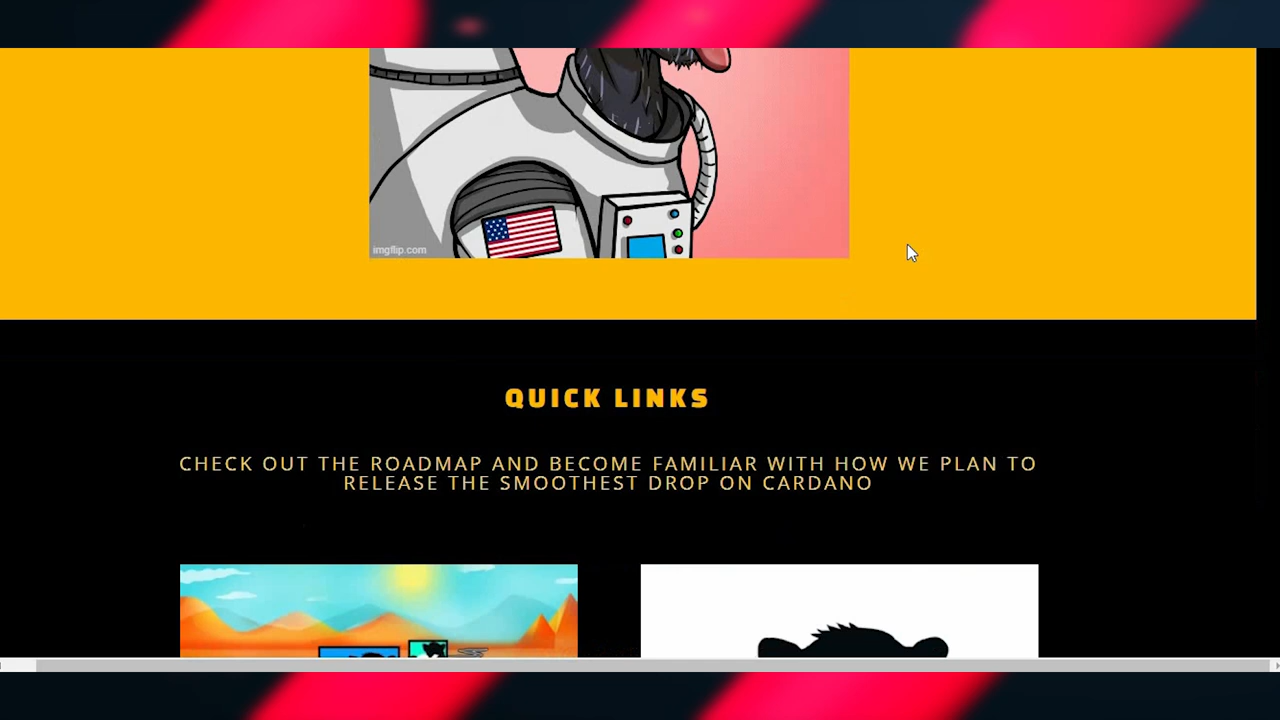 imgflip.com
QUICK LINKS
CHECK OUT THE ROADMAP AND BECOME FAMILIAR WITH HOW WE PLAN TO
RELEASE THE SMOOTHEST DROP ON CARDANO